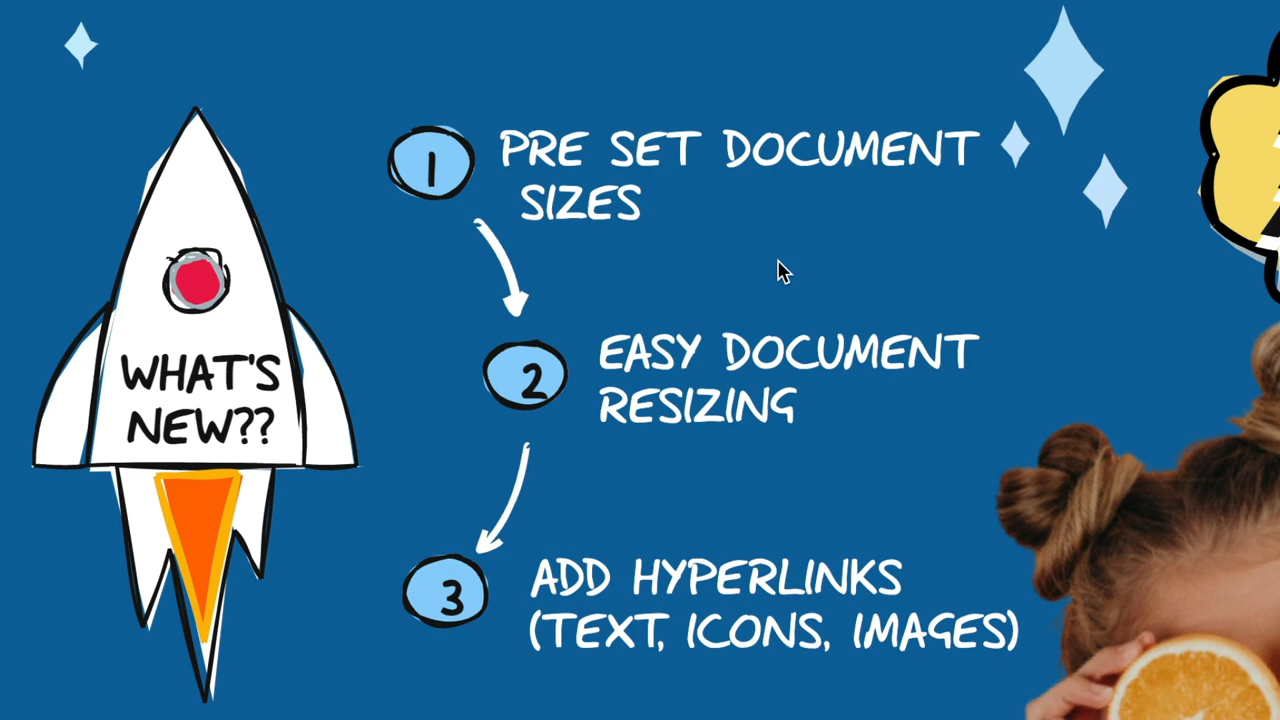 WHAT'S
NEW??
1
PRE SET DOCUMENT
SIZES
2
EASY DOCUMENT
RESIZING
3
ADD HYPERLINKS
(TEXT, ICONS, IMAGES)